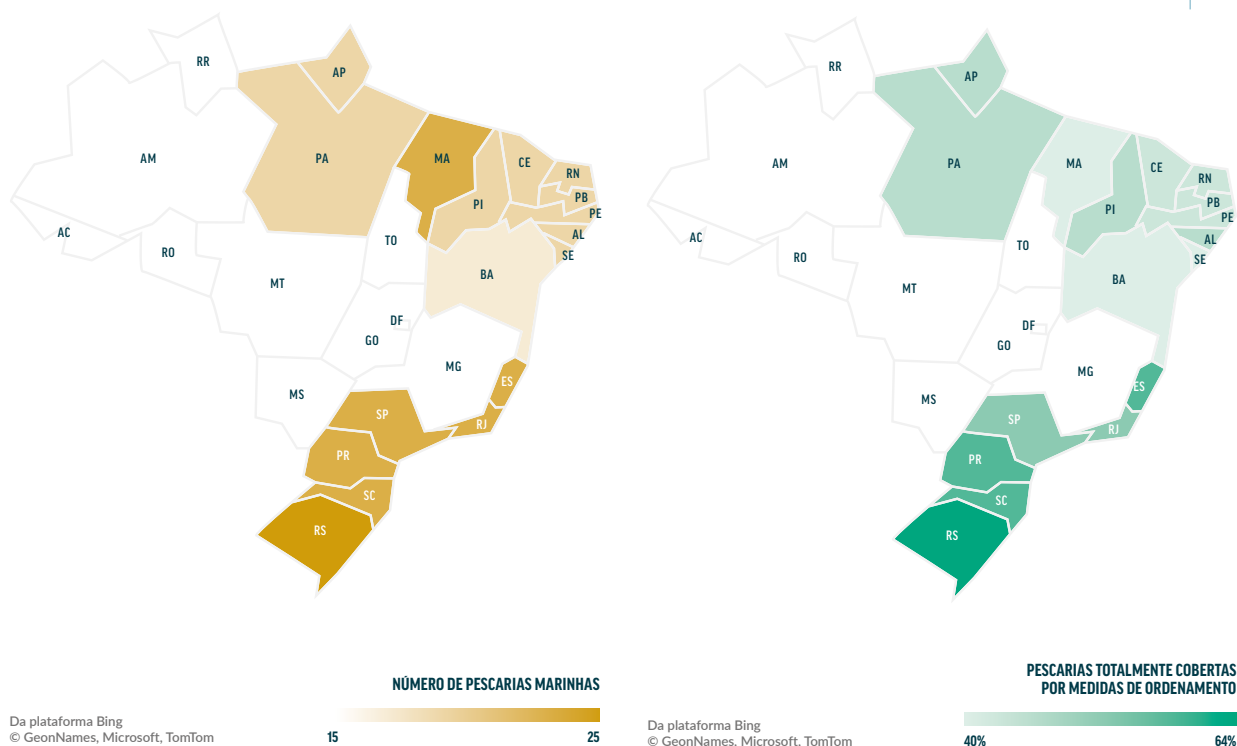 RR
AP
AM
PA
MA
CE
RN
PB
PI
PE
AL
SE
AC
TO
RO
BA
MT
DF
GO
MG
ES
MS
SP
RJ
PR
SC
RS
NÚMERO DE PESCARIAS MARINHAS
Da plataforma Bing
© GeonNames, Microsoft, TomTom
15
25
RR
AP
AM
PA
MA
CE
RN
PB
PI
PE
AL
SE
AC
TO
RO
BA
MT
DF
GO
MG
ES
MS
SP
RJ
PR
SC
RS
PESCARIAS TOTALMENTE COBERTAS
POR MEDIDAS DE ORDENAMENTO
Da plataforma Bing
© GeonNames, Microsoft, TomTom
40%
64%